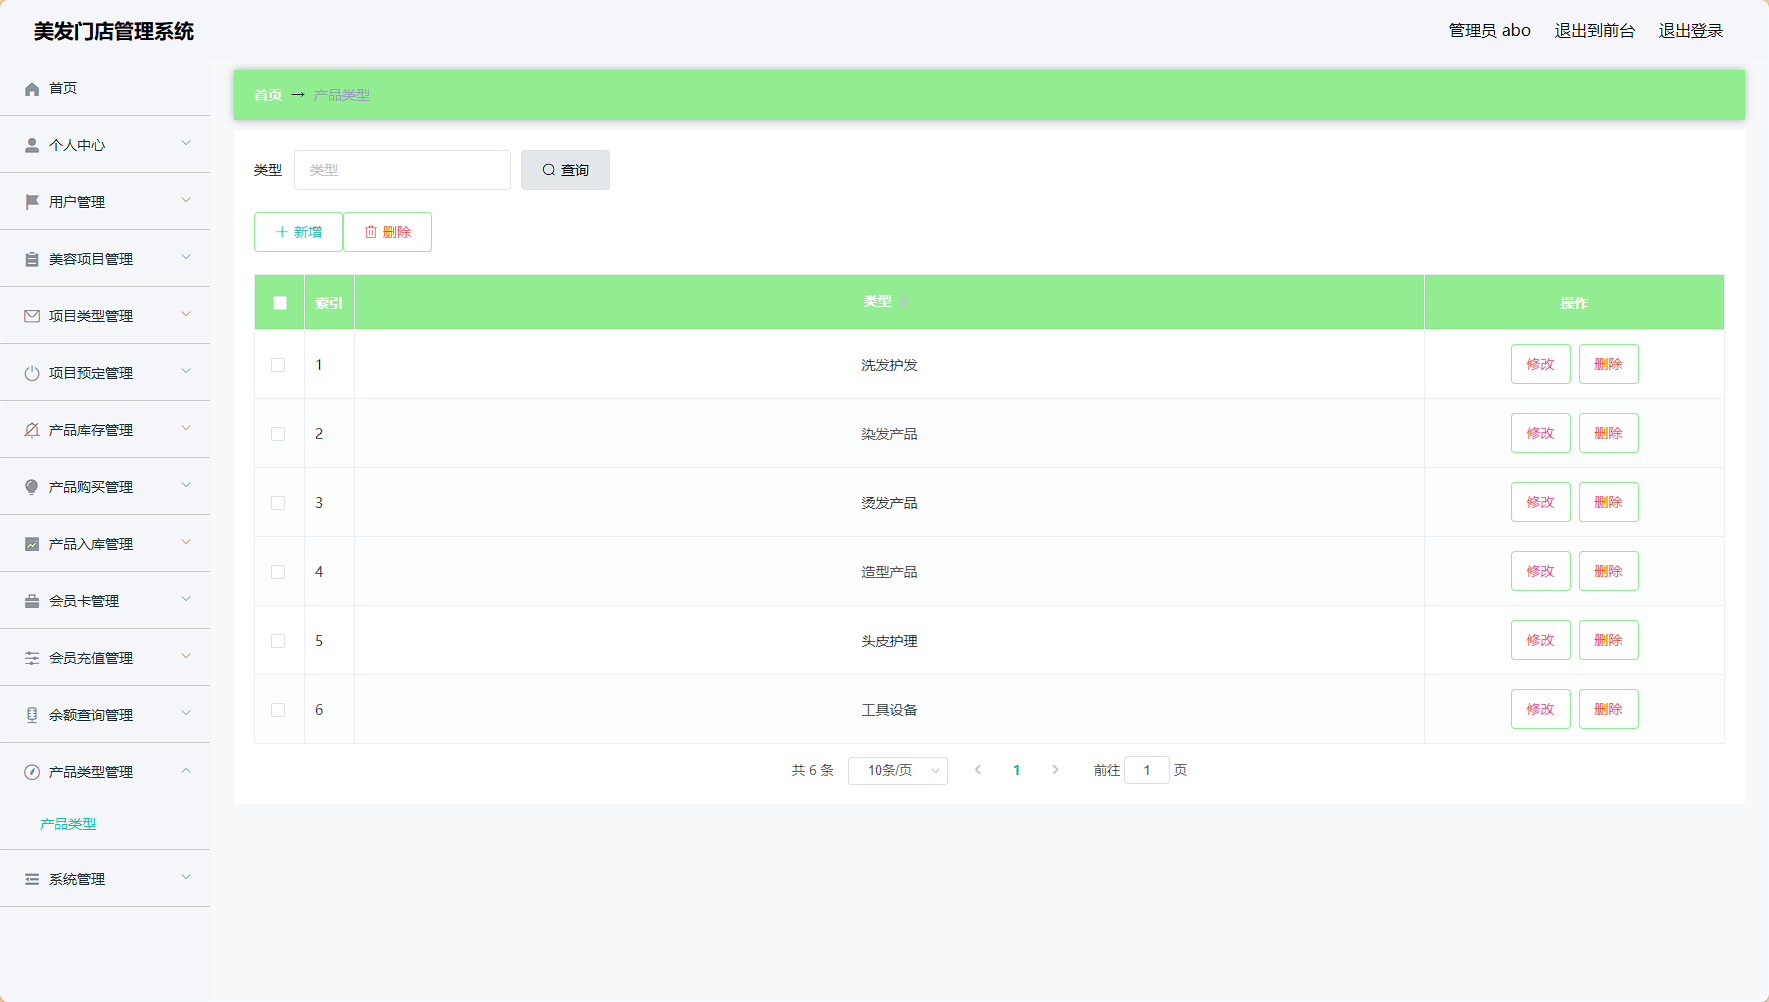 美发门店管理系统
管理员 abo 退出到前台 退出登录
首页
个人中心
用户管理
美容项目管理
项目类型管理
项目预定管理
产品库存管理
产品购买管理
产品入库管理
会员卡管理
会员充值管理
余额查询管理
产品类型管理
产品类型
系统管理
首页 → 产品类型
类型 类型 查询
新增 删除
索引 类型 操作
1 洗发护发 修改 删除
2 染发产品 修改 删除
3 烫发产品 修改 删除
4 造型产品 修改 删除
5 头皮护理 修改 删除
6 工具设备 修改 删除
共 6 条 10条/页 1 前往 1 页